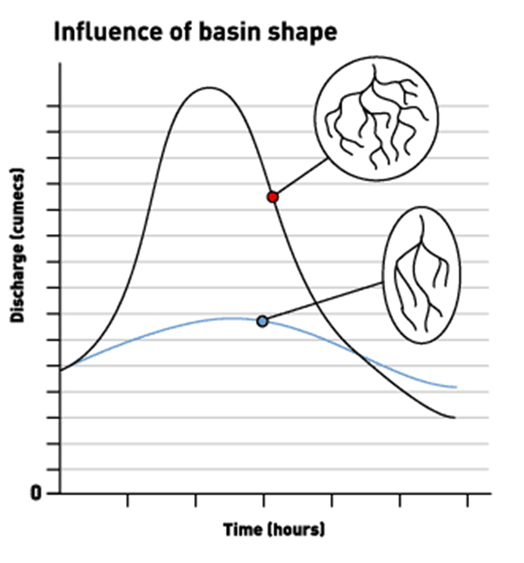 Influence of basin shape
Discharge (cumecs)
0
Time (hours)